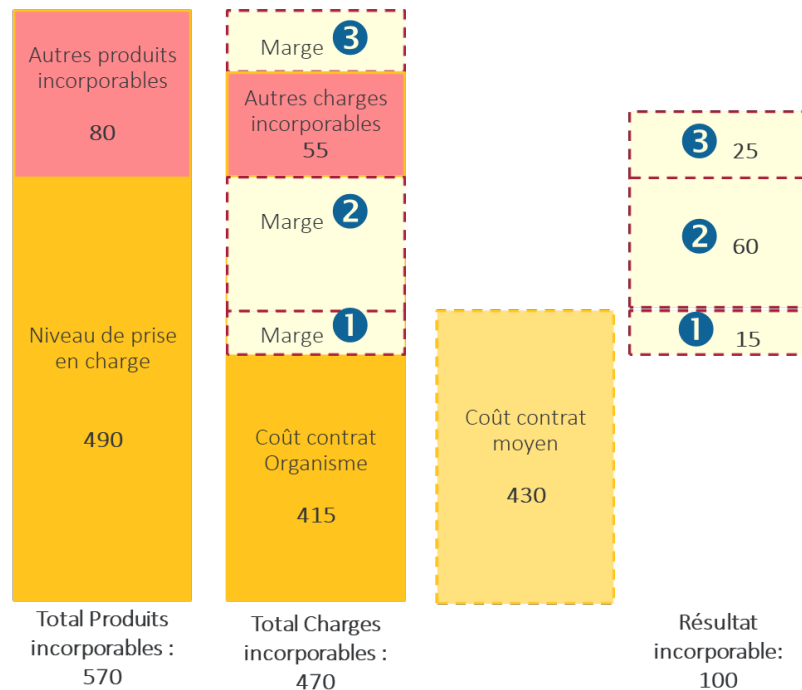 Autres produits
incorporables
80
Niveau de prise
en charge
490
Total Produits
incorporables :
570
Marge 3
Autres charges
incorporables
55
Marge 2
Marge 1
Coût contrat
Organisme
415
Total Charges
incorporables :
470
Coût contrat
moyen
430
3 25
2 60
1 15
Résultat
incorporable:
100